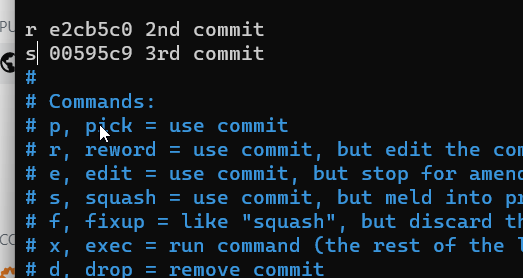 PU
r e2cb5c0 2nd commit
s 00595c9 3rd commit
#
# Commands:
# p, pick = use commit
# r, reword = use commit, but edit the com
# e, edit = use commit, but stop for amen
# s, squash = use commit, but meld into pr
# f, fixup = like "squash", but discard th
# x, exec = run command (the rest of the l
CO
# d, drop = remove commit